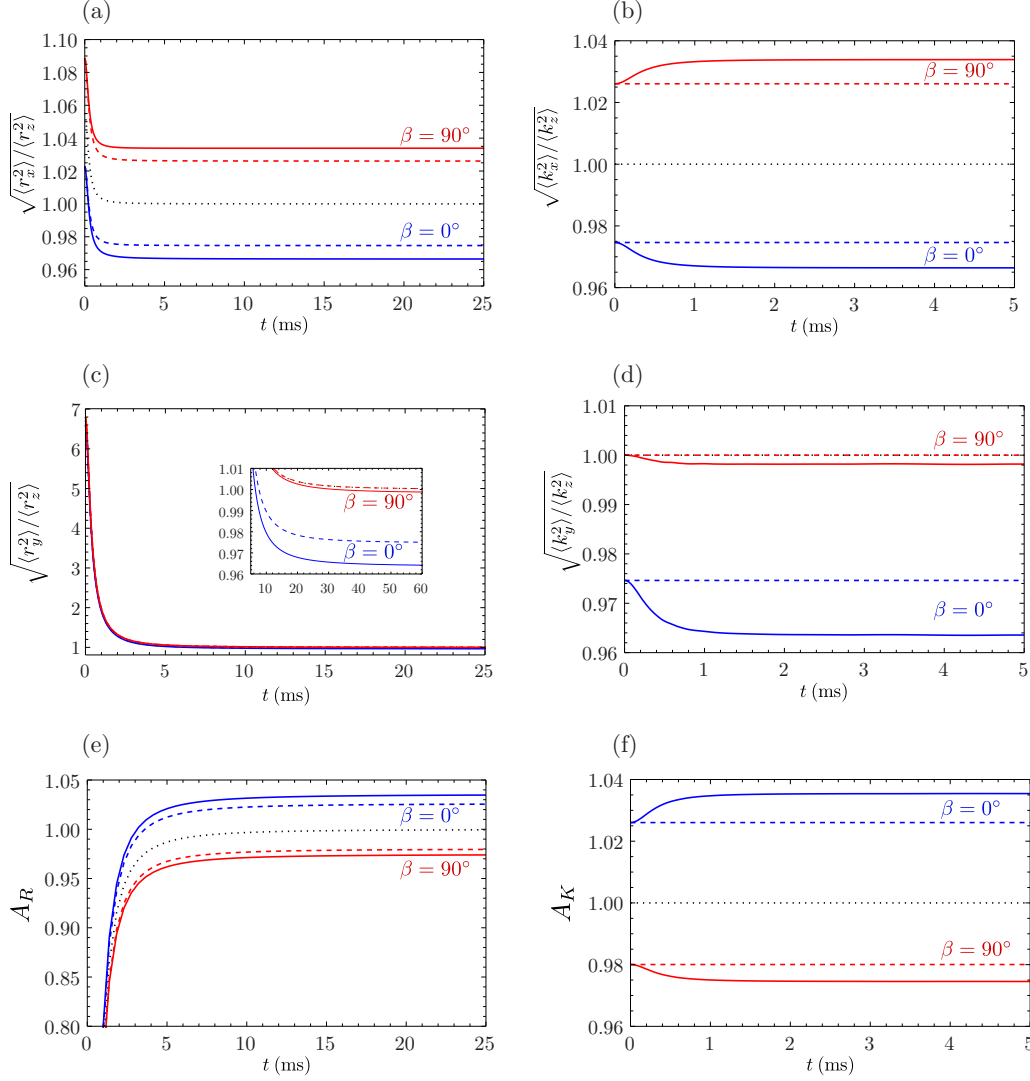 (a)
1.10
1.08
1.06
1.04
1.02
1.00
0.98
0.96
√⟨r_x^2⟩/⟨r_z^2⟩
β = 90°
β = 0°
0 5 10 15 20 25
t (ms)
(b)
1.04
1.02
1.00
0.98
0.96
√⟨k_x^2⟩/⟨k_z^2⟩
β = 90°
β = 0°
0 1 2 3 4 5
t (ms)
(c)
7
6
5
4
3
2
1
√⟨r_y^2⟩/⟨r_z^2⟩
1.01
1.00
0.99
0.98
0.97
0.96
β = 90°
β = 0°
10 20 30 40 50 60
0 5 10 15 20 25
t (ms)
(d)
1.01
1.00
0.99
0.98
0.97
0.96
√⟨k_y^2⟩/⟨k_z^2⟩
β = 90°
β = 0°
0 1 2 3 4 5
t (ms)
(e)
1.05
1.00
0.95
0.90
0.85
0.80
A_R
β = 0°
β = 90°
0 5 10 15 20 25
t (ms)
(f)
1.04
1.02
1.00
0.98
0.96
A_K
β = 0°
β = 90°
0 1 2 3 4 5
t (ms)